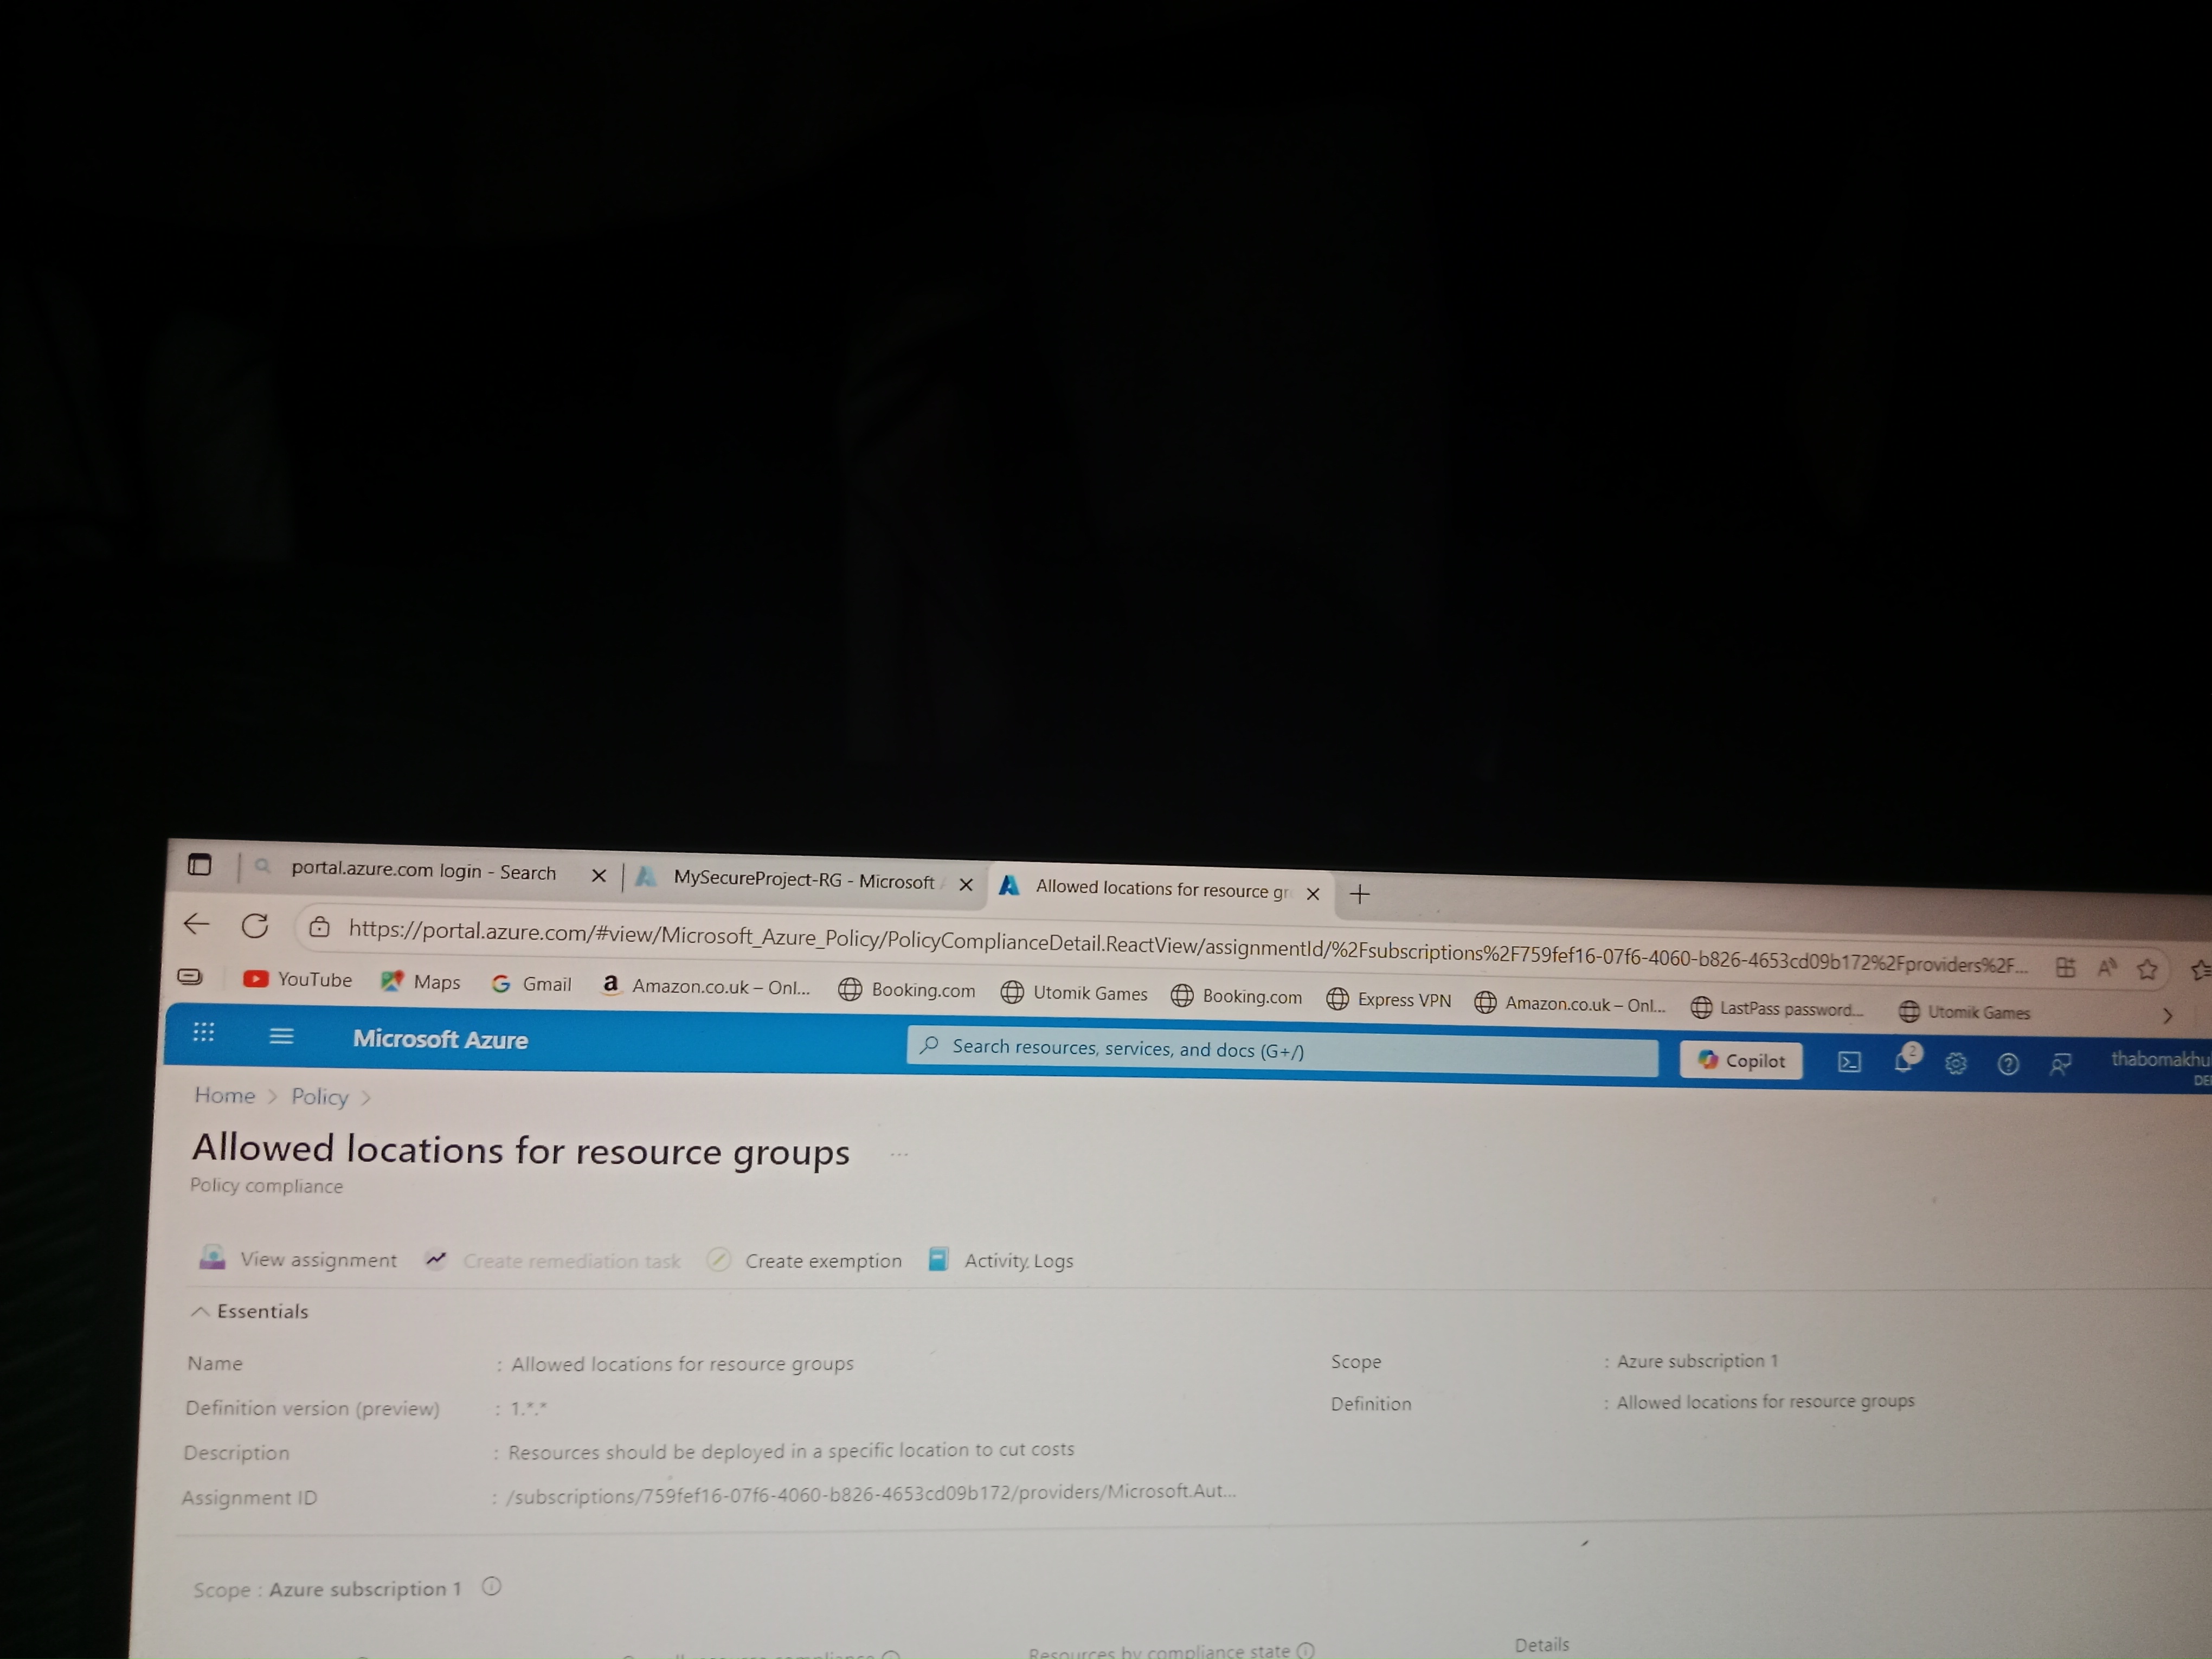 portal.azure.com login - Search
MySecureProject-RG - Microsoft
Allowed locations for resource gr
https://portal.azure.com/#view/Microsoft_Azure_Policy/PolicyComplianceDetail.ReactView/assignmentId/%2Fsubscriptions%2F759fef16-07f6-4060-b826-4653cd09b172%2Fproviders%2F...
YouTube Maps Gmail Amazon.co.uk – Onl... Booking.com Utomik Games Booking.com Express VPN Amazon.co.uk – Onl... LastPass password... Utomik Games
Microsoft Azure
Search resources, services, and docs (G+/)
Copilot
2
thabomakhu
Home > Policy >
Allowed locations for resource groups
...
Policy compliance
View assignment Create remediation task Create exemption Activity Logs
Essentials
Name : Allowed locations for resource groups
Scope : Azure subscription 1
Definition version (preview) : 1.*.*
Definition : Allowed locations for resource groups
Description : Resources should be deployed in a specific location to cut costs
Assignment ID : /subscriptions/759fef16-07f6-4060-b826-4653cd09b172/providers/Microsoft.Aut...
Scope : Azure subscription 1
Resources by compliance state
Details